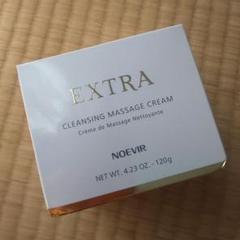 EXTRA
CLEANSING MASSAGE CREAM
Crème de Massage Nettoyante
NOEVIR
NET WT. 4.23 OZ. - 120g